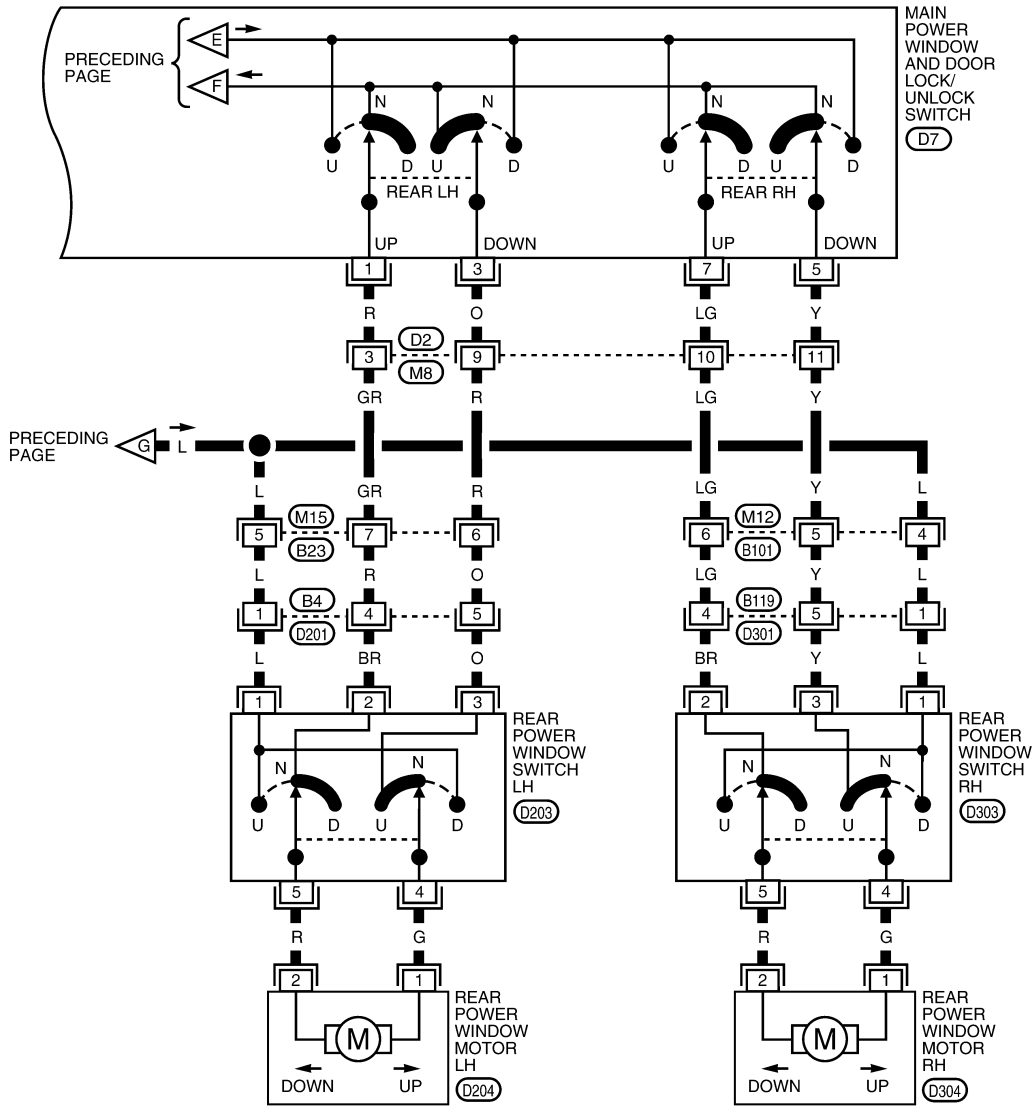 PRECEDING
PAGE
E
F
MAIN
POWER
WINDOW
AND DOOR
LOCK/
UNLOCK
SWITCH
D7
N N N N
U D U D U D U D
REAR LH REAR RH
UP DOWN UP DOWN
1 3 7 5
R O LG Y
D2
3 9 10 11
M8
GR R LG Y
PRECEDING
PAGE
G L
L GR R LG Y L
M15 M12
5 7 6 6 5 4
B23 B101
L R O LG Y L
B4 B119
1 4 5 4 5 1
D201 D301
L BR O BR Y L
1 2 3 2 3 1
REAR
POWER
WINDOW
SWITCH
LH
D203
REAR
POWER
WINDOW
SWITCH
RH
D303
N N N N
U D U D U D U D
5 4 5 4
R G R G
2 1 2 1
REAR
POWER
WINDOW
MOTOR
LH
D204
REAR
POWER
WINDOW
MOTOR
RH
D304
M M
DOWN UP DOWN UP